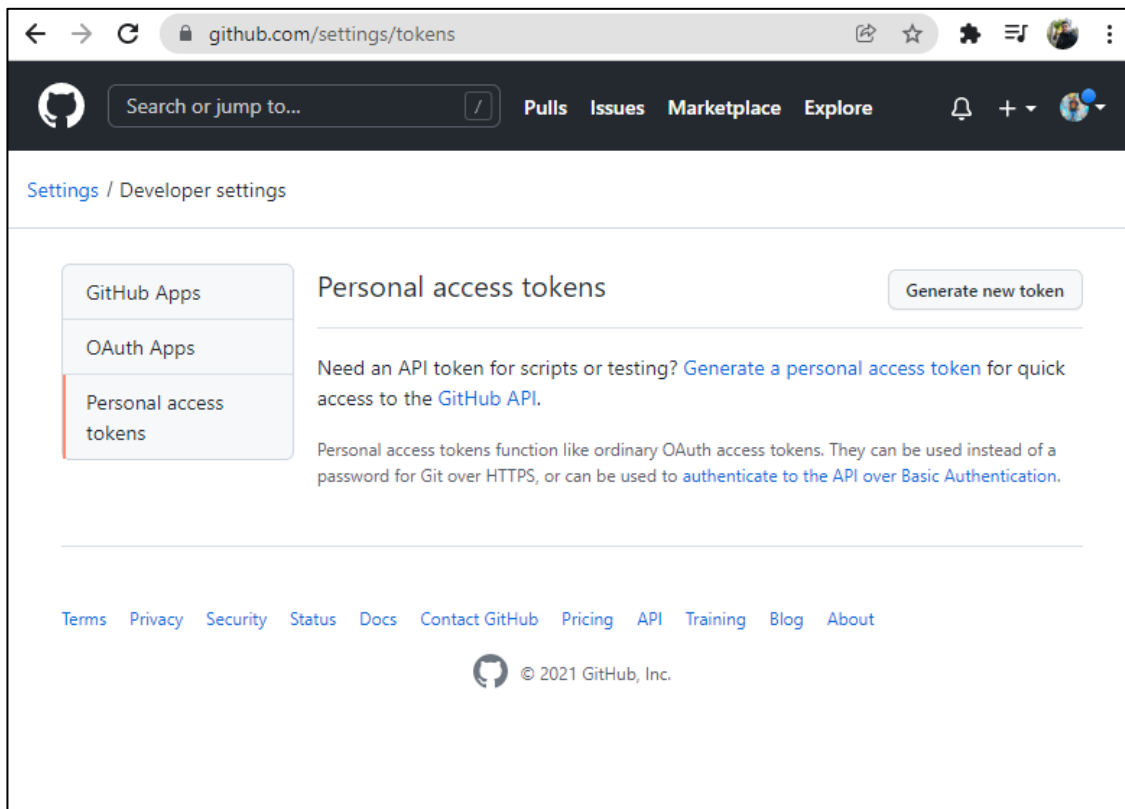 github.com/settings/tokens
Search or jump to... / Pulls Issues Marketplace Explore
Settings / Developer settings
GitHub Apps
OAuth Apps
Personal access
tokens
Personal access tokens
Generate new token
Need an API token for scripts or testing? Generate a personal access token for quick
access to the GitHub API.
Personal access tokens function like ordinary OAuth access tokens. They can be used instead of a
password for Git over HTTPS, or can be used to authenticate to the API over Basic Authentication.
Terms Privacy Security Status Docs Contact GitHub Pricing API Training Blog About
© 2021 GitHub, Inc.